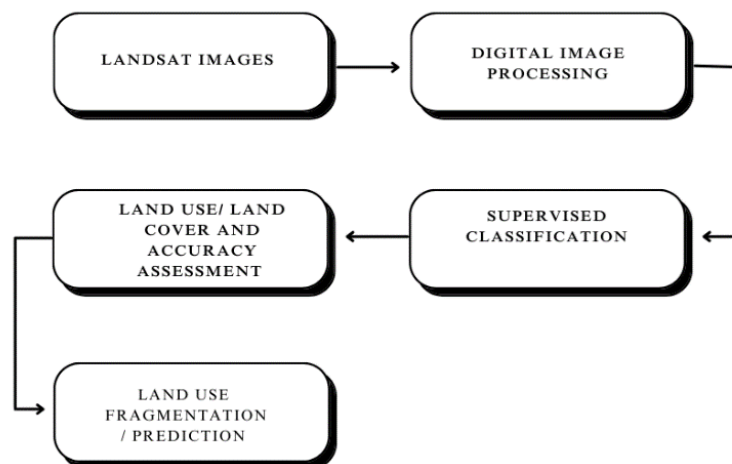 LANDSAT IMAGES
DIGITAL IMAGE
PROCESSING
SUPERVISED
CLASSIFICATION
LAND USE/ LAND
COVER AND
ACCURACY
ASSESSMENT
LAND USE
FRAGMENTATION
/ PREDICTION